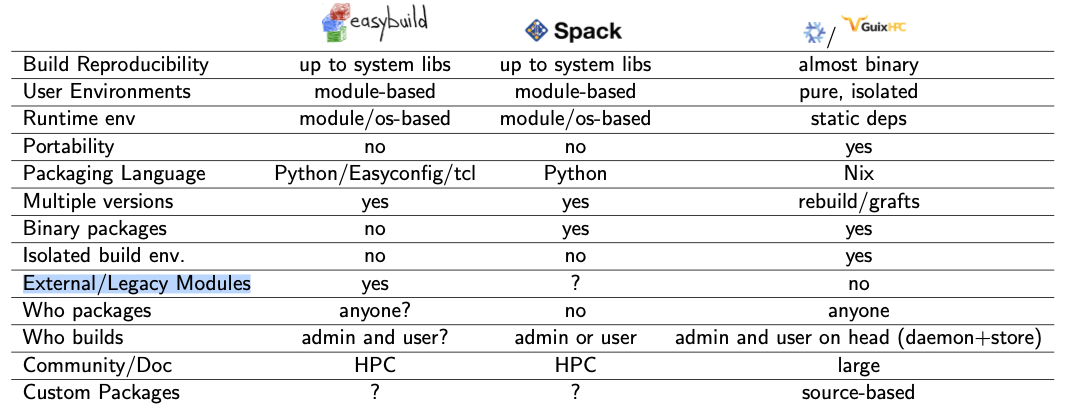 easybuild Spack / GuixHPC
Build Reproducibility up to system libs up to system libs almost binary
User Environments module-based module-based pure, isolated
Runtime env module/os-based module/os-based static deps
Portability no no yes
Packaging Language Python/Easyconfig/tcl Python Nix
Multiple versions yes yes rebuild/grafts
Binary packages no yes yes
Isolated build env. no no yes
External/Legacy Modules yes ? no
Who packages anyone? no anyone
Who builds admin and user? admin or user admin and user on head (daemon+store)
Community/Doc HPC HPC large
Custom Packages ? ? source-based